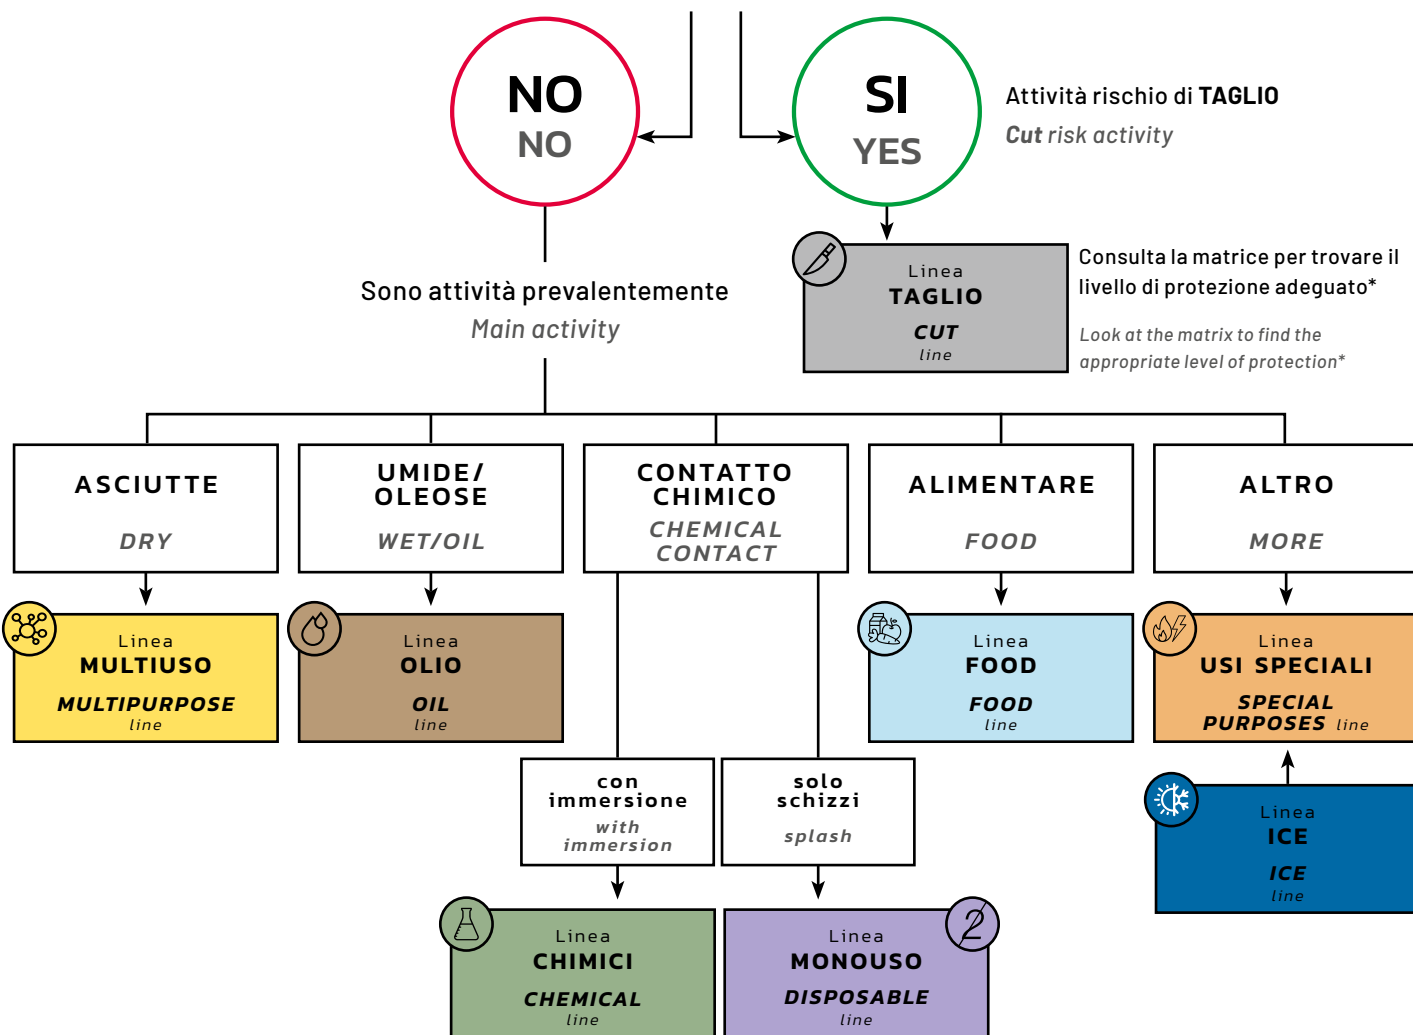 NO
NO
SI
YES
Attività rischio di TAGLIO
Cut risk activity
Linea
TAGLIO
CUT
line
Consulta la matrice per trovare il
livello di protezione adeguato*
Look at the matrix to find the
appropriate level of protection*
Sono attività prevalentemente
Main activity
ASCIUTTE
DRY
UMIDE/
OLEOSE
WET/OIL
CONTATTO
CHIMICO
CHEMICAL
CONTACT
ALIMENTARE
FOOD
ALTRO
MORE
Linea
MULTIUSO
MULTIPURPOSE
line
Linea
OLIO
OIL
line
Linea
FOOD
FOOD
line
Linea
USI SPECIALI
SPECIAL
PURPOSES line
con
immersione
with
immersion
solo
schizzi
splash
Linea
ICE
ICE
line
Linea
CHIMICI
CHEMICAL
line
2
Linea
MONOUSO
DISPOSABLE
line